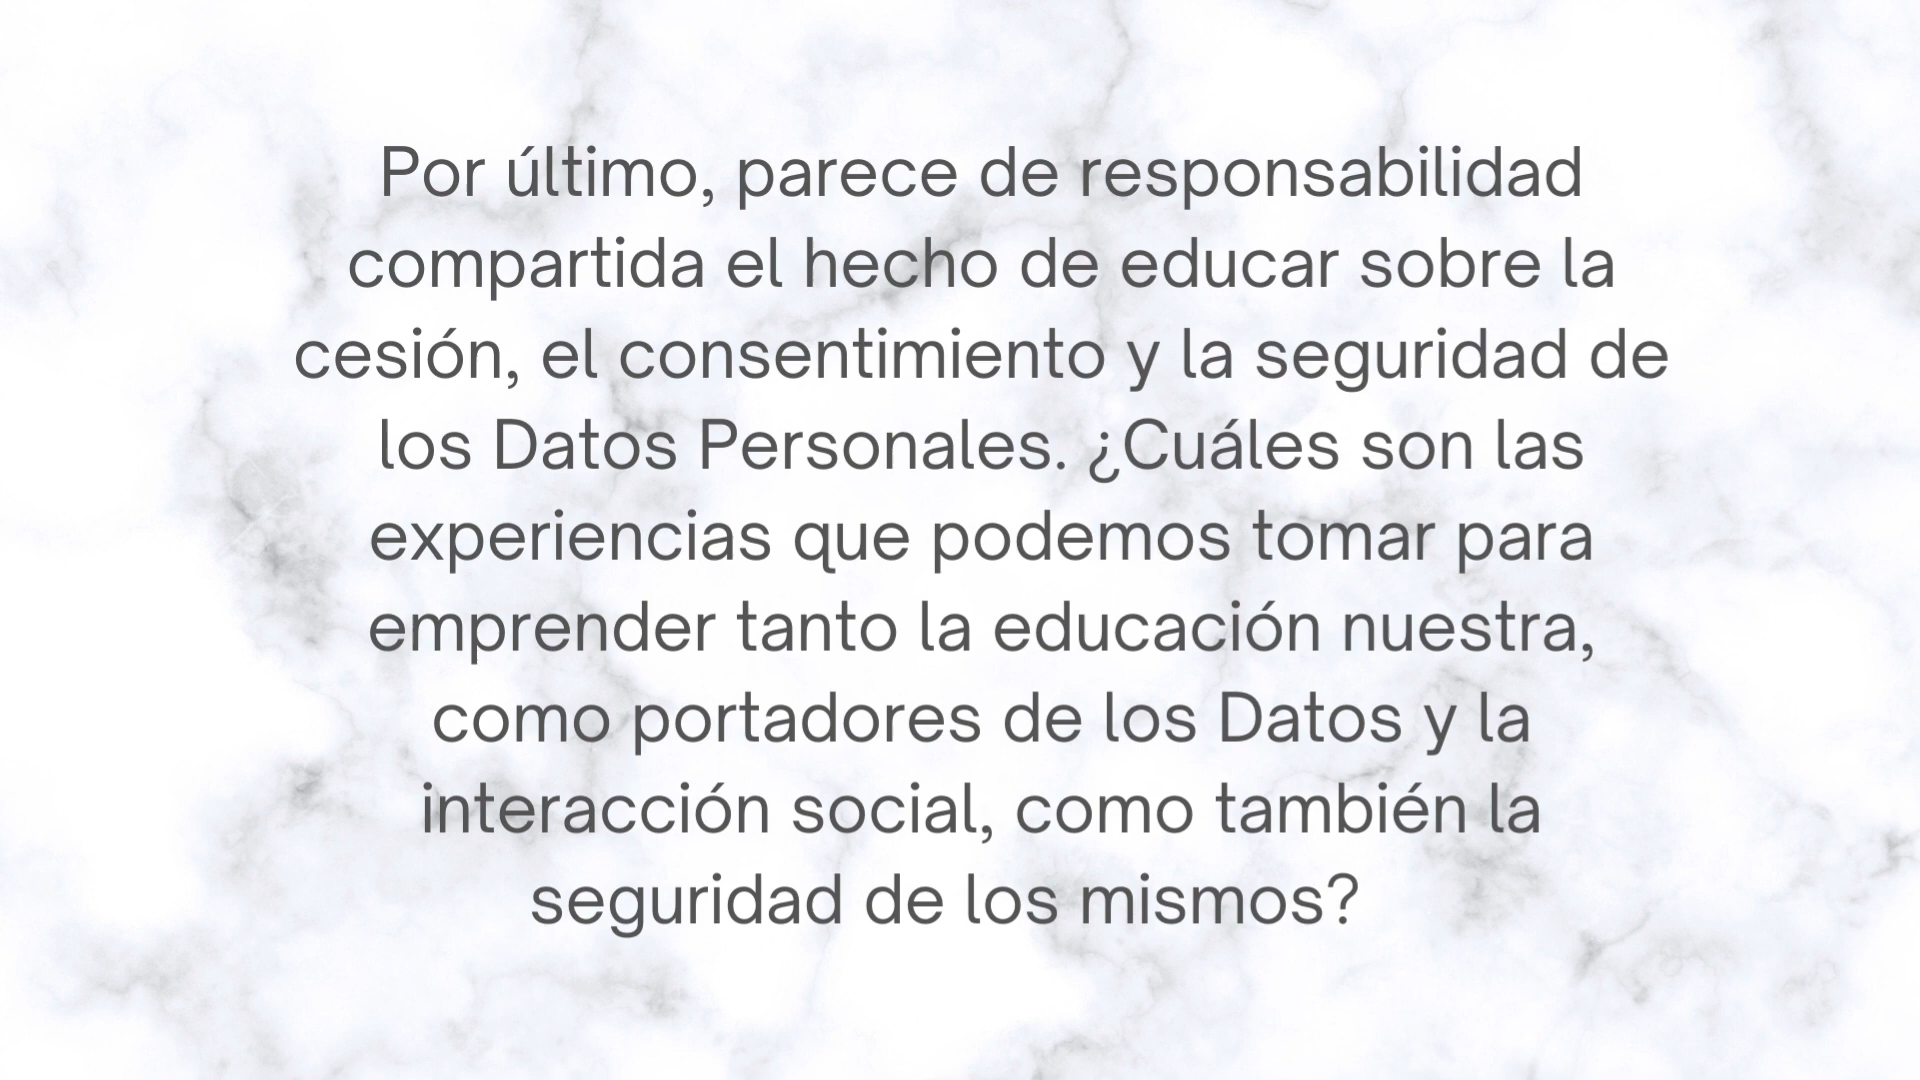 Por último, parece de responsabilidad
compartida el hecho de educar sobre la
cesión, el consentimiento y la seguridad de
los Datos Personales. ¿Cuáles son las
experiencias que podemos tomar para
emprender tanto la educación nuestra,
como portadores de los Datos y la
interacción social, como también la
seguridad de los mismos?